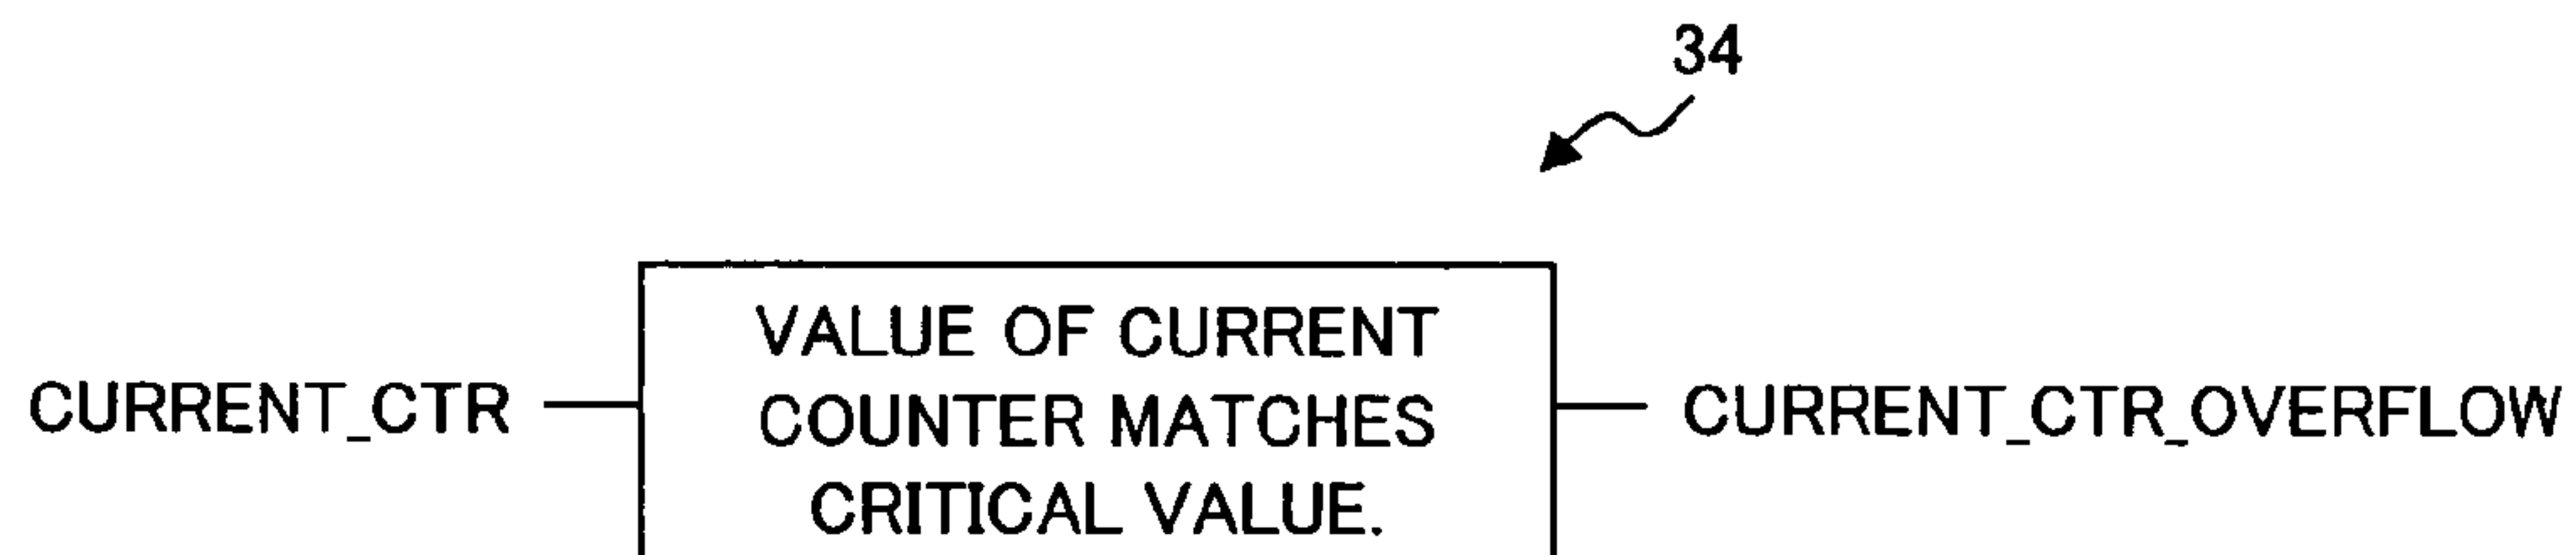 34
VALUE OF CURRENT
CURRENT_CTR
COUNTER MATCHES
CURRENT_CTR_OVERFLOW
CRITICAL VALUE.